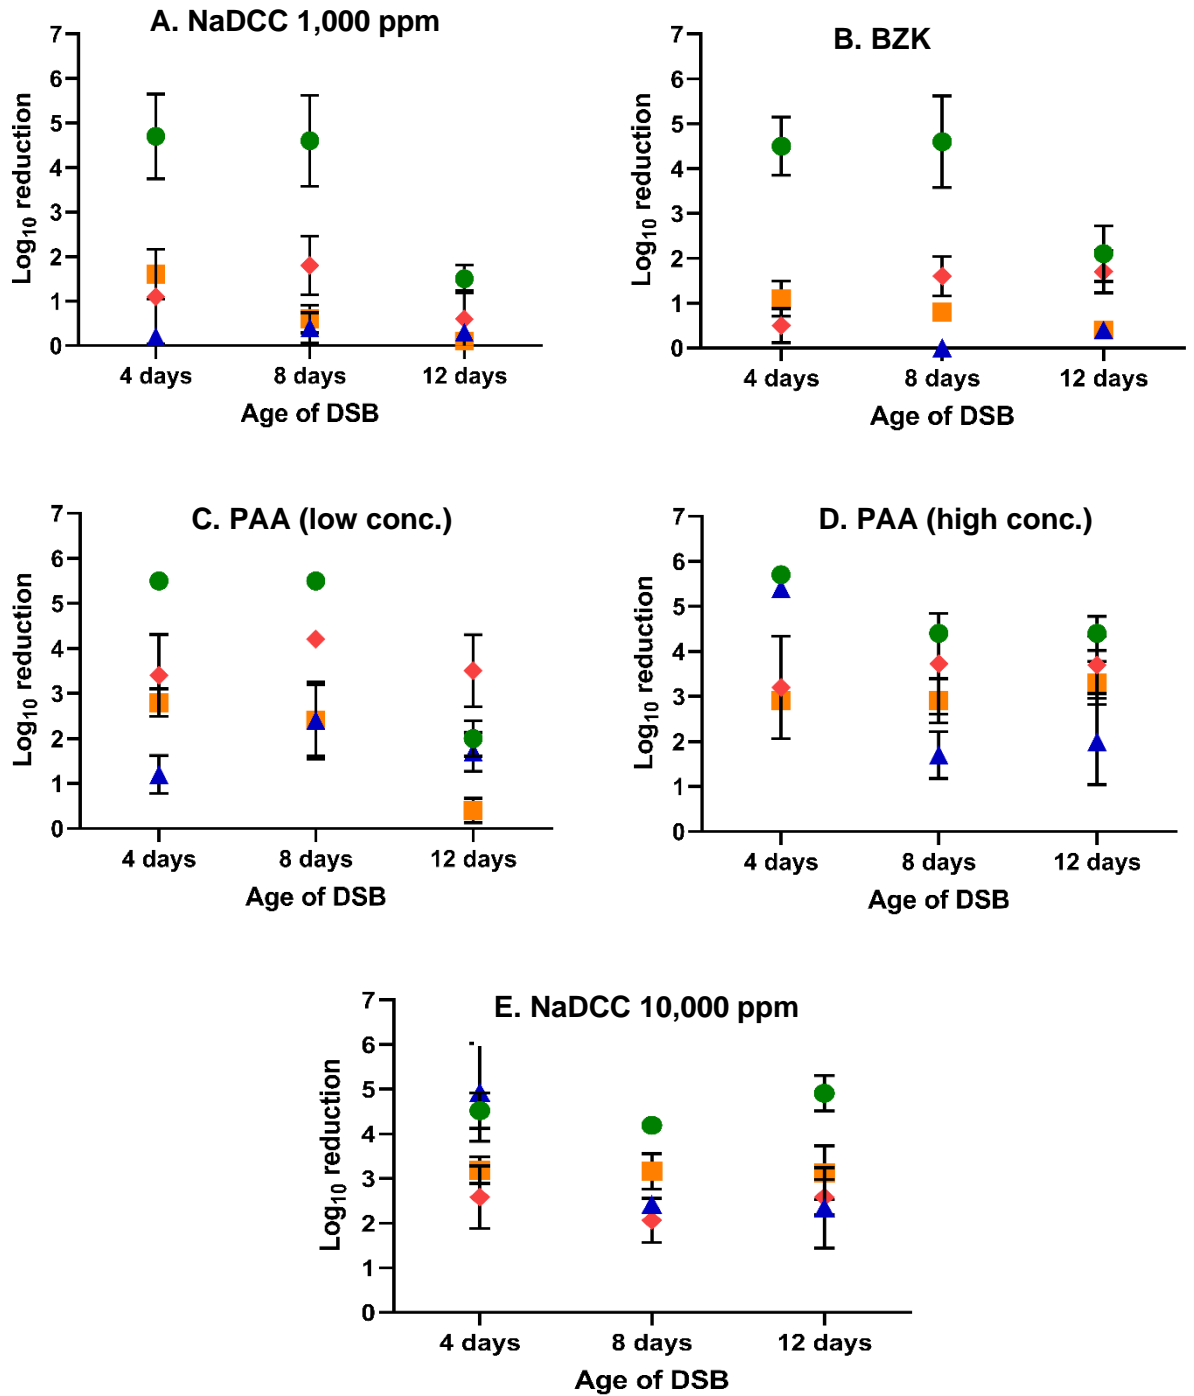 A. NaDCC 1,000 ppm
7
6
5
4
3
2
1
0
Log10 reduction
4 days 8 days 12 days
Age of DSB
B. BZK
7
6
5
4
3
2
1
0
Log10 reduction
4 days 8 days 12 days
Age of DSB
C. PAA (low conc.)
7
6
5
4
3
2
1
0
Log10 reduction
4 days 8 days 12 days
Age of DSB
D. PAA (high conc.)
7
6
5
4
3
2
1
0
Log10 reduction
4 days 8 days 12 days
Age of DSB
E. NaDCC 10,000 ppm
7
6
5
4
3
2
1
0
Log10 reduction
4 days 8 days 12 days
Age of DSB